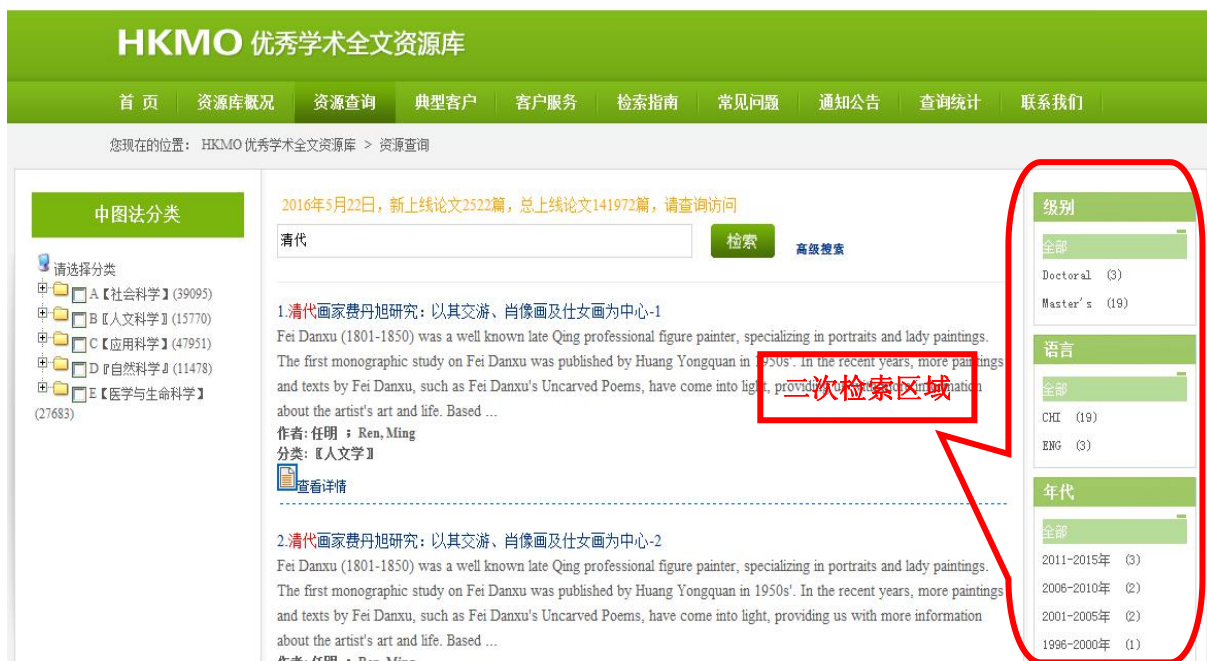 HKMO 优秀学术全文资源库
首 页 资源库概况 资源查询 典型客户 客户服务 检索指南 常见问题 通知公告 查询统计 联系我们
您现在的位置： HKMO 优秀学术全文资源库 > 资源查询
中图法分类
请选择分类
A【社会科学】(39095)
B〖人文科学〗(15770)
C【应用科学】(47951)
D『自然科学』(11478)
E【医学与生命科学】
(27683)
2016年5月22日，新上线论文2522篇，总上线论文141972篇，请查询访问
清代
检索
高级搜索
1.清代画家费丹旭研究：以其交游、肖像画及仕女画为中心-1
Fei Danxu (1801-1850) was a well known late Qing professional figure painter, specializing in portraits and lady paintings.
The first monographic study on Fei Danxu was published by Huang Yongquan in 1950s'. In the recent years, more paintings
and texts by Fei Danxu, such as Fei Danxu's Uncarved Poems, have come into light, providing us with more information
about the artist's art and life. Based ...
作者: 任明 ; Ren, Ming
分类: 〖人文学〗
查看详情
2.清代画家费丹旭研究：以其交游、肖像画及仕女画为中心-2
Fei Danxu (1801-1850) was a well known late Qing professional figure painter, specializing in portraits and lady paintings.
The first monographic study on Fei Danxu was published by Huang Yongquan in 1950s'. In the recent years, more paintings
and texts by Fei Danxu, such as Fei Danxu's Uncarved Poems, have come into light, providing us with more information
about the artist's art and life. Based ...
作者: 任明 ; Ren, Ming
二次检索区域
级别
全部
Doctoral (3)
Master's (19)
语言
全部
CHI (19)
ENG (3)
年代
全部
2011-2015年 (3)
2006-2010年 (2)
2001-2005年 (2)
1996-2000年 (1)